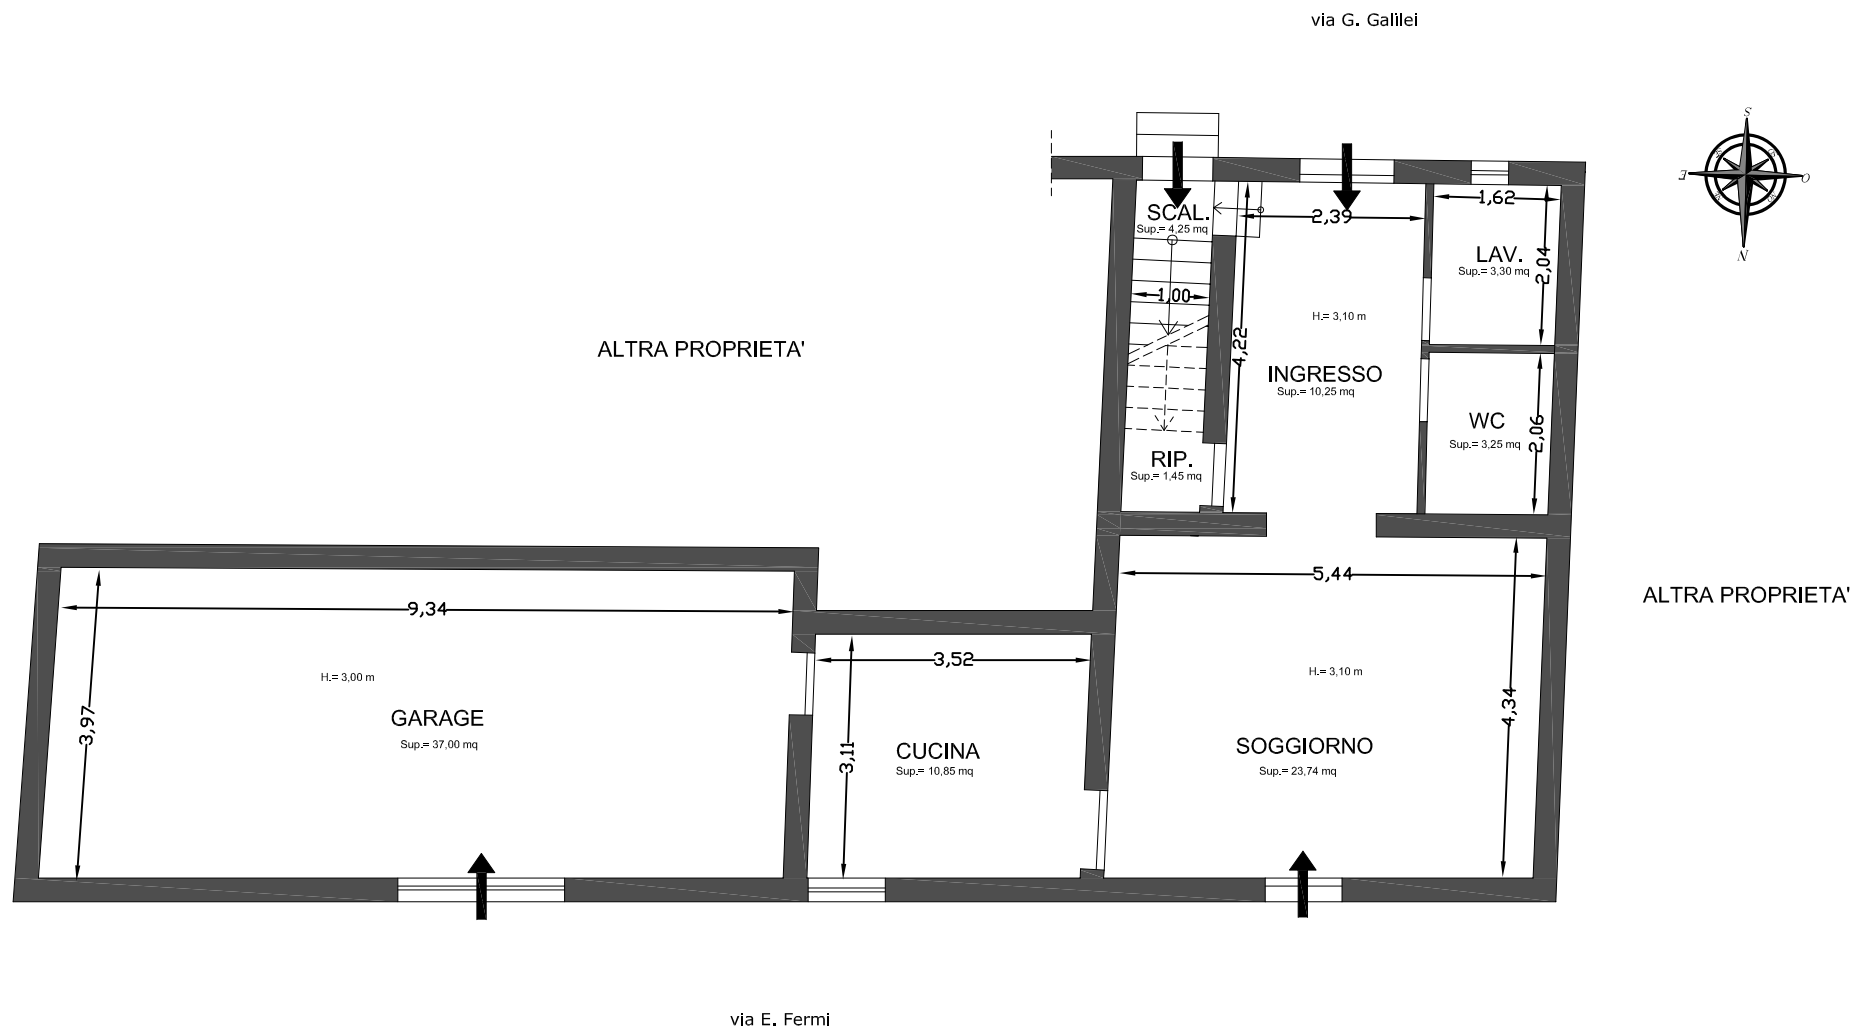 via G. Galilei
S
E
O
N
SCAL.
Sup.= 4,25 mq
2,39
1,62
LAV.
Sup.= 3,30 mq
2,04
1,00
H.= 3,10 m
4,22
INGRESSO
Sup.= 10,25 mq
WC
Sup.= 3,25 mq
2,06
RIP.
Sup.= 1,45 mq
ALTRA PROPRIETA'
5,44
ALTRA PROPRIETA'
9,34
3,52
H.= 3,00 m
H.= 3,10 m
3,97
GARAGE
Sup.= 37,00 mq
3,11
CUCINA
Sup.= 10,85 mq
SOGGIORNO
Sup.= 23,74 mq
4,34
via E. Fermi